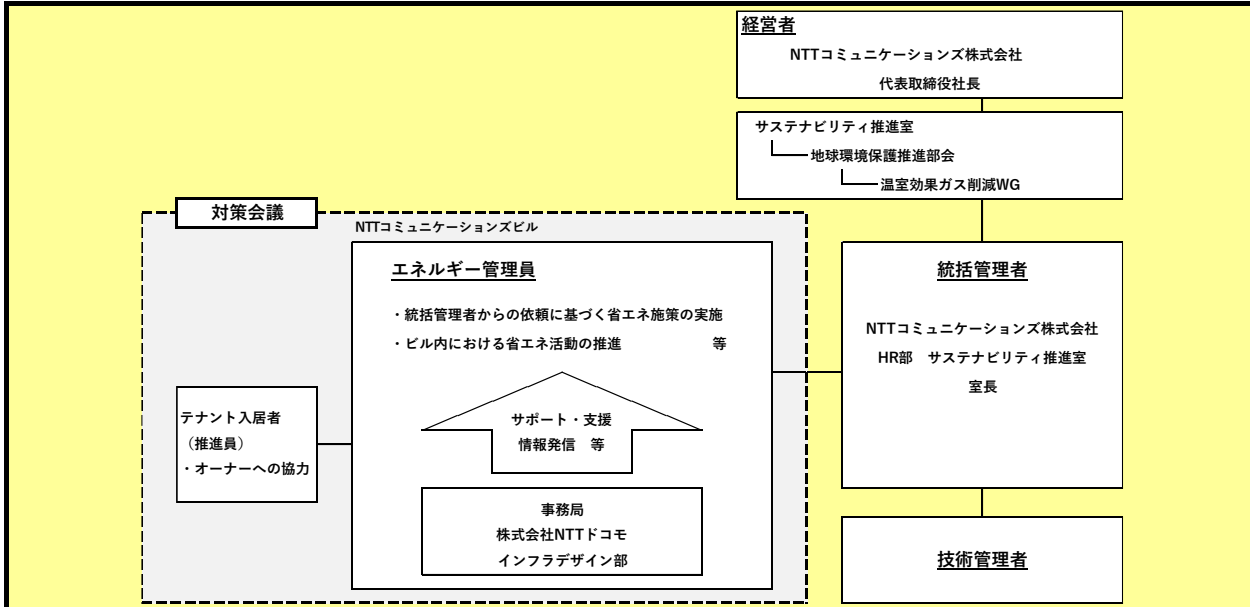 経営者
NTTコミュニケーションズ株式会社
代表取締役社長
サステナビリティ推進室
地球環境保護推進部会
温室効果ガス削減WG
対策会議
NTTコミュニケーションズビル
エネルギー管理員
・統括管理者からの依頼に基づく省エネ施策の実施
・ビル内における省エネ活動の推進　等
サポート・支援
情報発信　等
事務局
株式会社NTTドコモ
インフラデザイン部
テナント入居者
（推進員）
・オーナーへの協力
統括管理者
NTTコミュニケーションズ株式会社
HR部　サステナビリティ推進室
室長
技術管理者